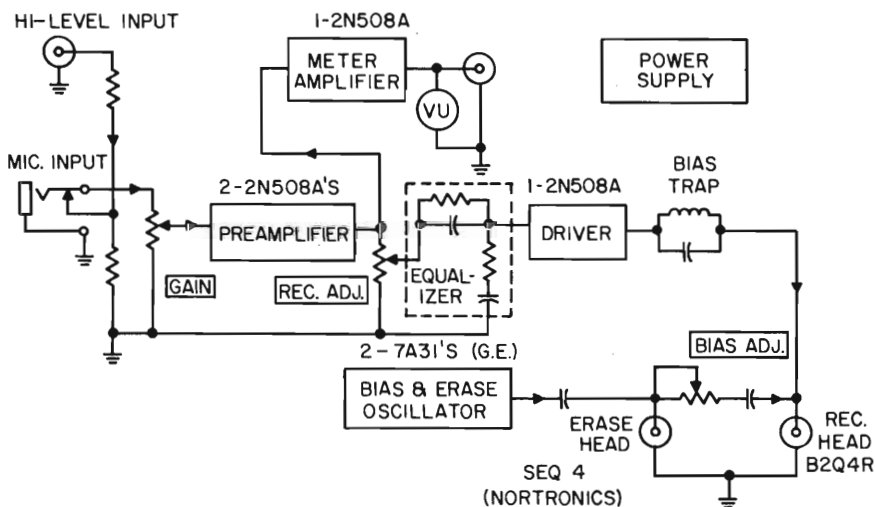 HI-LEVEL INPUT
1-2N508A
METER
AMPLIFIER
VU
POWER
SUPPLY
MIC. INPUT
2-2N508A'S
PREAMPLIFIER
GAIN
REC. ADJ.
EQUAL-
IZER
1-2N508A
DRIVER
BIAS
TRAP
2-7A31'S (G.E.)
BIAS & ERASE
OSCILLATOR
BIAS ADJ.
ERASE
HEAD
REC.
HEAD
B2Q4R
SEQ 4
(NORTRONICS)